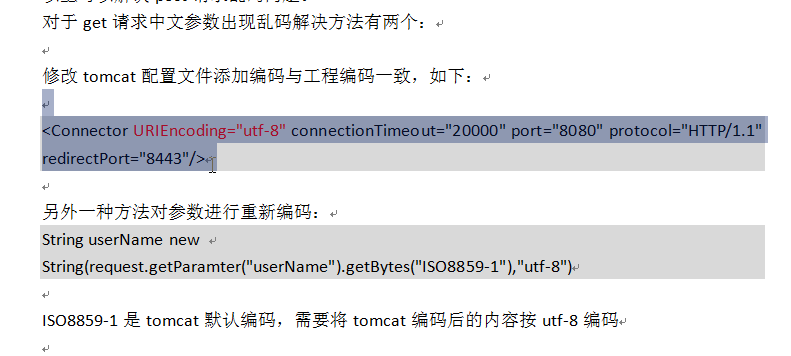 对于 get 请求中文参数出现乱码解决方法有两个：
修改 tomcat 配置文件添加编码与工程编码一致，如下：
<Connector URIEncoding="utf-8" connectionTimeout="20000" port="8080" protocol="HTTP/1.1"
redirectPort="8443"/>
另外一种方法对参数进行重新编码：
String userName new
String(request.getParamter("userName").getBytes("ISO8859-1"),"utf-8")
ISO8859-1 是 tomcat 默认编码，需要将 tomcat 编码后的内容按 utf-8 编码